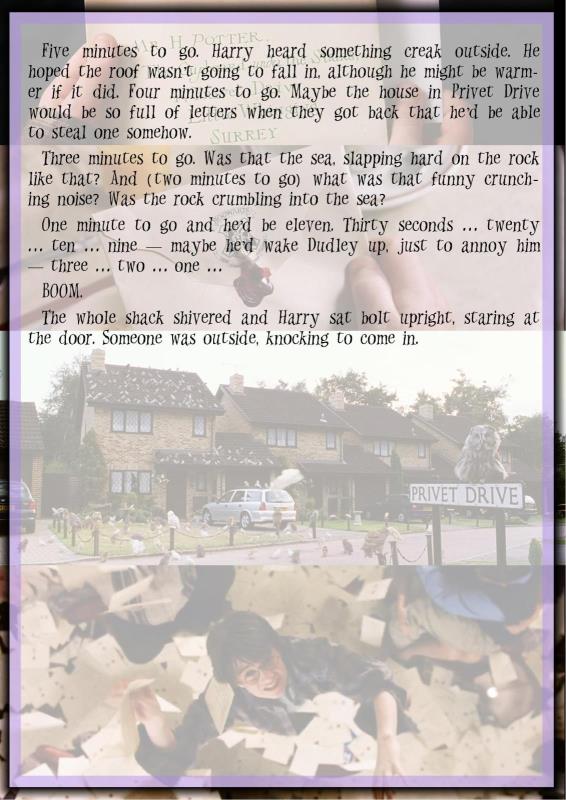 MR. H. POTTER,
SURREY
Five minutes to go. Harry heard something creak outside. He
hoped the roof wasn't going to fall in, although he might be warm-
er if it did. Four minutes to go. Maybe the house in Privet Drive
would be so full of letters when they got back that he'd be able
to steal one somehow.
Three minutes to go. Was that the sea, slapping hard on the rock
like that? And (two minutes to go) what was that funny crunch-
ing noise? Was the rock crumbling into the sea?
One minute to go and he'd be eleven. Thirty seconds ... twenty
... ten ... nine — maybe he'd wake Dudley up, just to annoy him
— three ... two ... one ...
BOOM.
The whole shack shivered and Harry sat bolt upright, staring at
the door. Someone was outside, knocking to come in.
PRIVET DRIVE